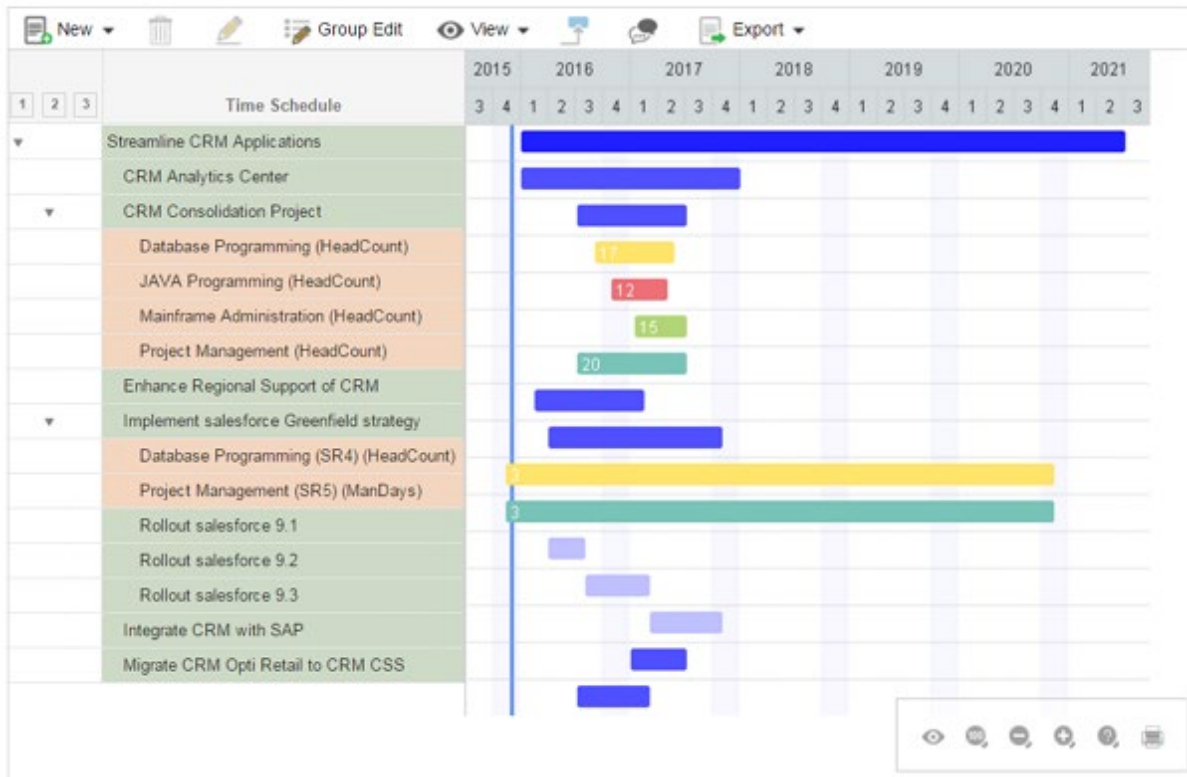 New Group Edit View Export
2015 2016 2017 2018 2019 2020 2021
1 2 3 Time Schedule 3 4 1 2 3 4 1 2 3 4 1 2 3 4 1 2 3 4 1 2 3 4 1 2 3
Streamline CRM Applications
CRM Analytics Center
CRM Consolidation Project
Database Programming (HeadCount) 17
JAVA Programming (HeadCount) 12
Mainframe Administration (HeadCount) 15
Project Management (HeadCount) 20
Enhance Regional Support of CRM
Implement salesforce Greenfield strategy
Database Programming (SR4) (HeadCount)
Project Management (SR5) (ManDays) 3
Rollout salesforce 9.1
Rollout salesforce 9.2
Rollout salesforce 9.3
Integrate CRM with SAP
Migrate CRM Opti Retail to CRM CSS